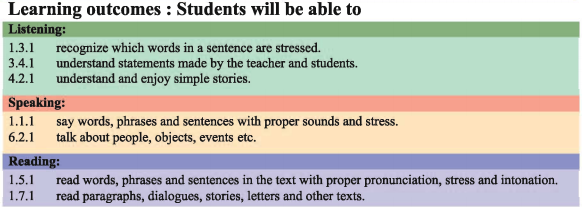 Learning outcomes : Students will be able to
Listening:
1.3.1 recognize which words in a sentence are stressed.
3.4.1 understand statements made by the teacher and students.
4.2.1 understand and enjoy simple stories.
Speaking:
1.1.1 say words, phrases and sentences with proper sounds and stress.
6.2.1 talk about people, objects, events etc.
Reading:
1.5.1 read words, phrases and sentences in the text with proper pronunciation, stress and intonation.
1.7.1 read paragraphs, dialogues, stories, letters and other texts.